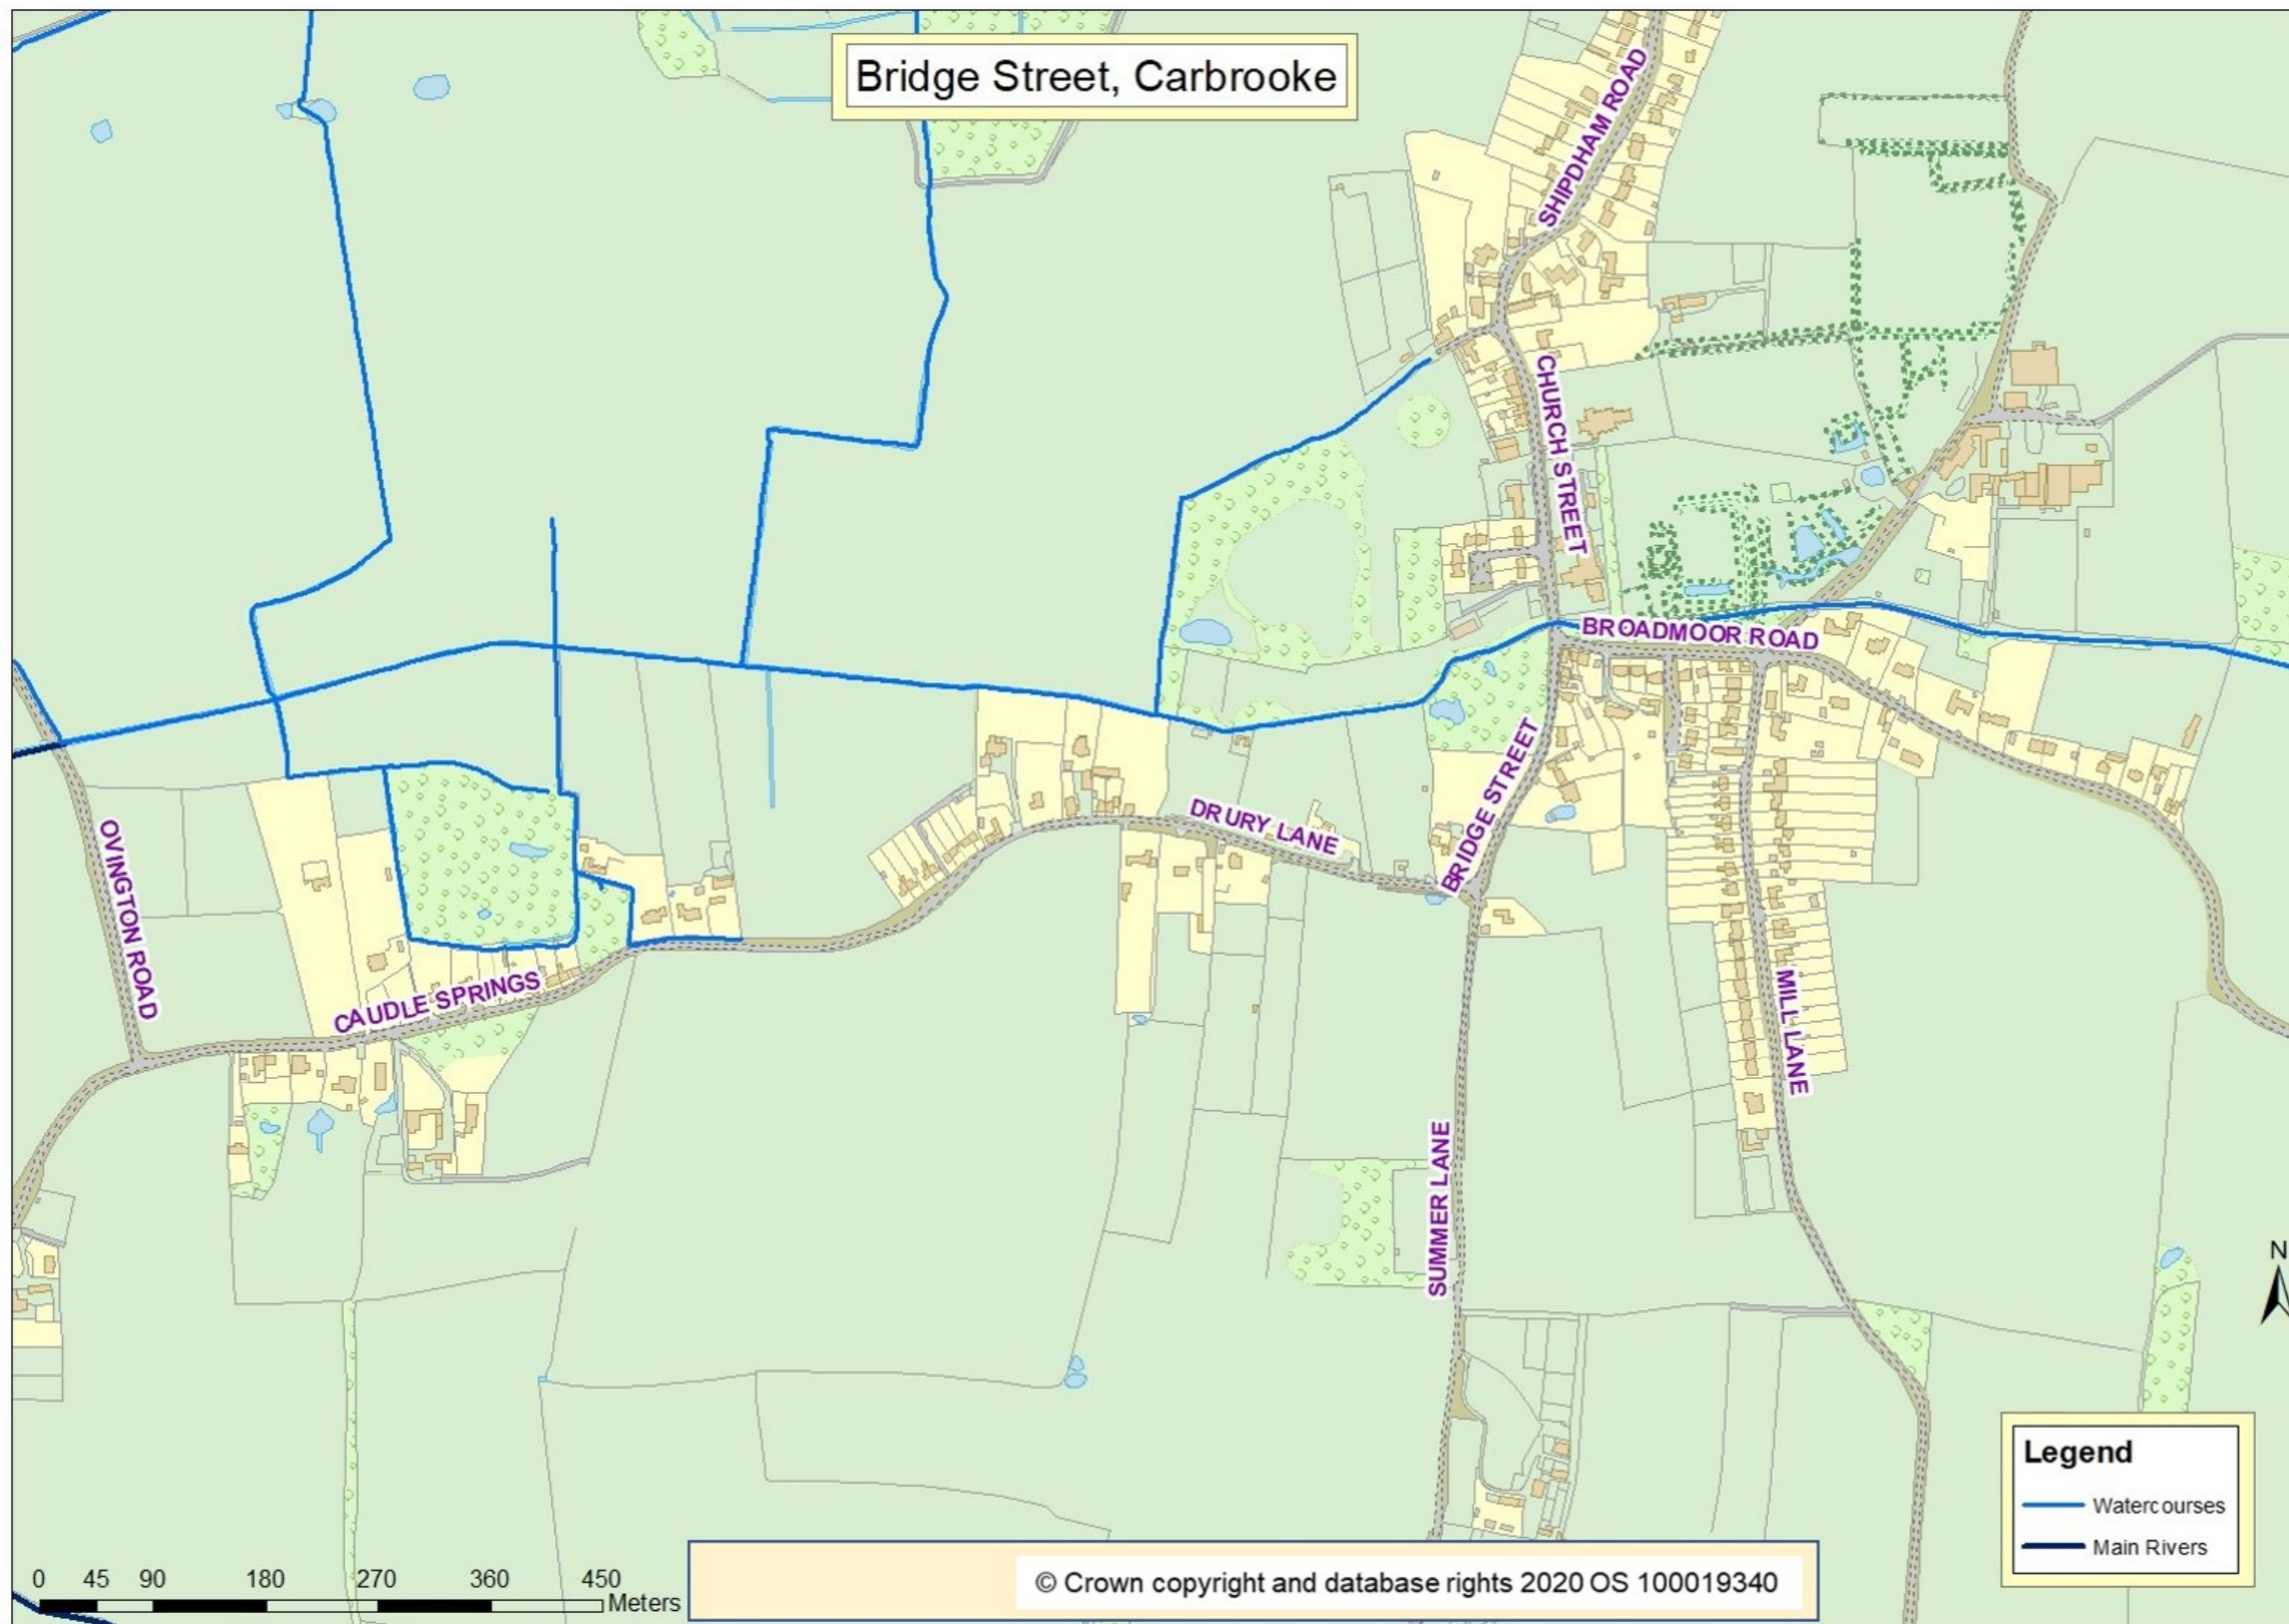 Bridge Street, Carbrooke
SHIPDHAM ROAD
CHURCH STREET
BROADMOOR ROAD
BRIDGE STREET
DRURY LANE
OVINGTON ROAD
CAUDLE SPRINGS
MILL LANE
SUMMER LANE
N
Legend
Watercourses
Main Rivers
0 45 90 180 270 360 450
Meters
© Crown copyright and database rights 2020 OS 100019340